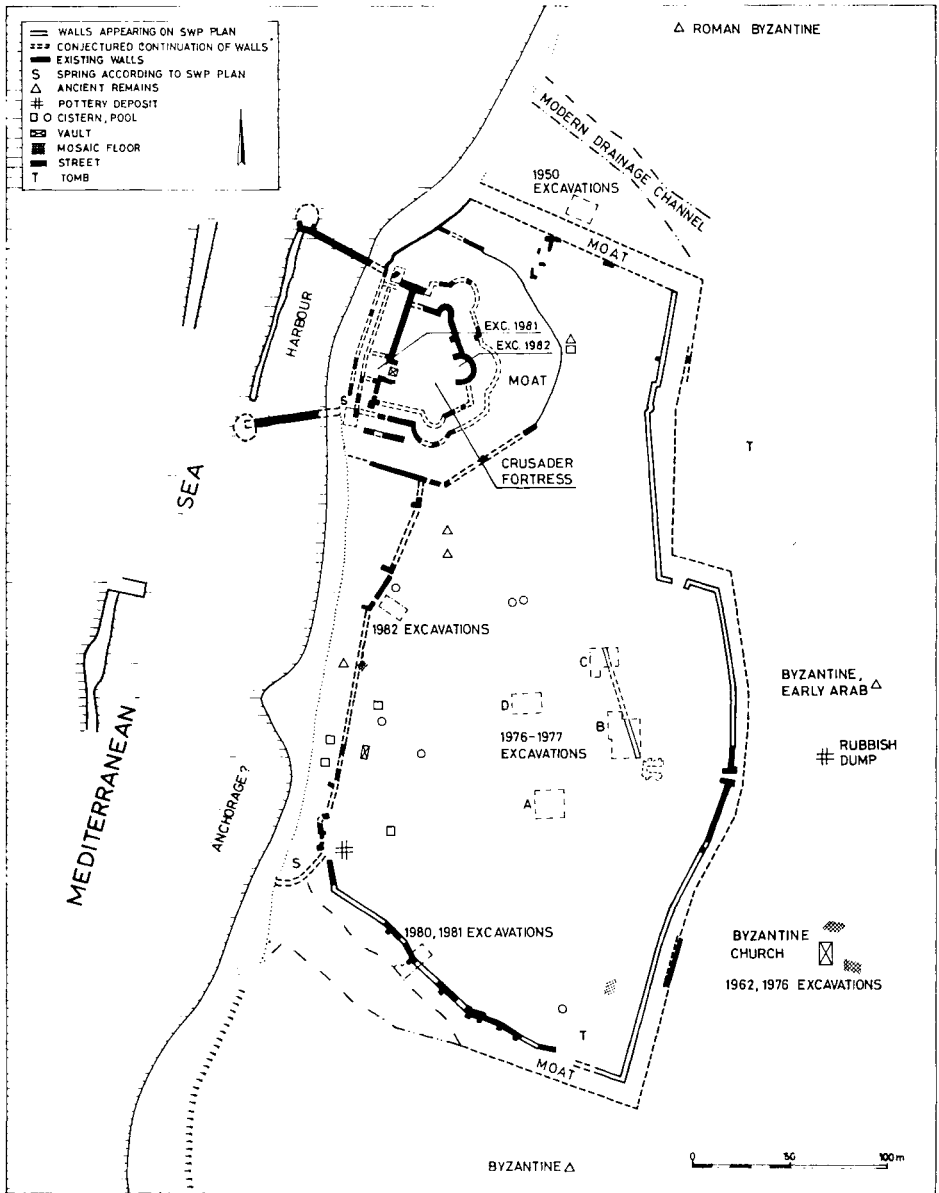 WALLS APPEARING ON SWP PLAN
CONJECTURED CONTINUATION OF WALLS
EXISTING WALLS
S SPRING ACCORDING TO SWP PLAN
ANCIENT REMAINS
POTTERY DEPOSIT
CISTERN, POOL
VAULT
MOSAIC FLOOR
STREET
T TOMB
ROMAN BYZANTINE
MODERN DRAINAGE CHANNEL
1950
EXCAVATIONS
MOAT
HARBOUR
EXC. 1981
EXC. 1982
MOAT
S
T
CRUSADER
FORTRESS
SEA
1982 EXCAVATIONS
C
BYZANTINE,
EARLY ARAB
D
B
1976-1977
EXCAVATIONS
RUBBISH
DUMP
A
ANCHORAGE?
MEDITERRANEAN
S
1980, 1981 EXCAVATIONS
BYZANTINE
CHURCH
1962, 1976 EXCAVATIONS
T
MOAT
BYZANTINE
0 50 100 m